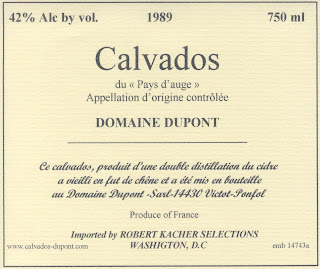 42% Alc by vol. 1989 750 ml
Calvados
du « Pays d'auge »
Appellation d'origine contrôlée
DOMAINE DUPONT
Ce calvados, produit d'une double distillation du cidre
a vieilli en fut de chêne et a été mis en bouteille
au Domaine Dupont -Sarl-14430 Victot-Ponfol
Produce of France
Imported by ROBERT KACHER SELECTIONS
WASHIGTON, D.C
www.calvados-dupont.com emb 14743a